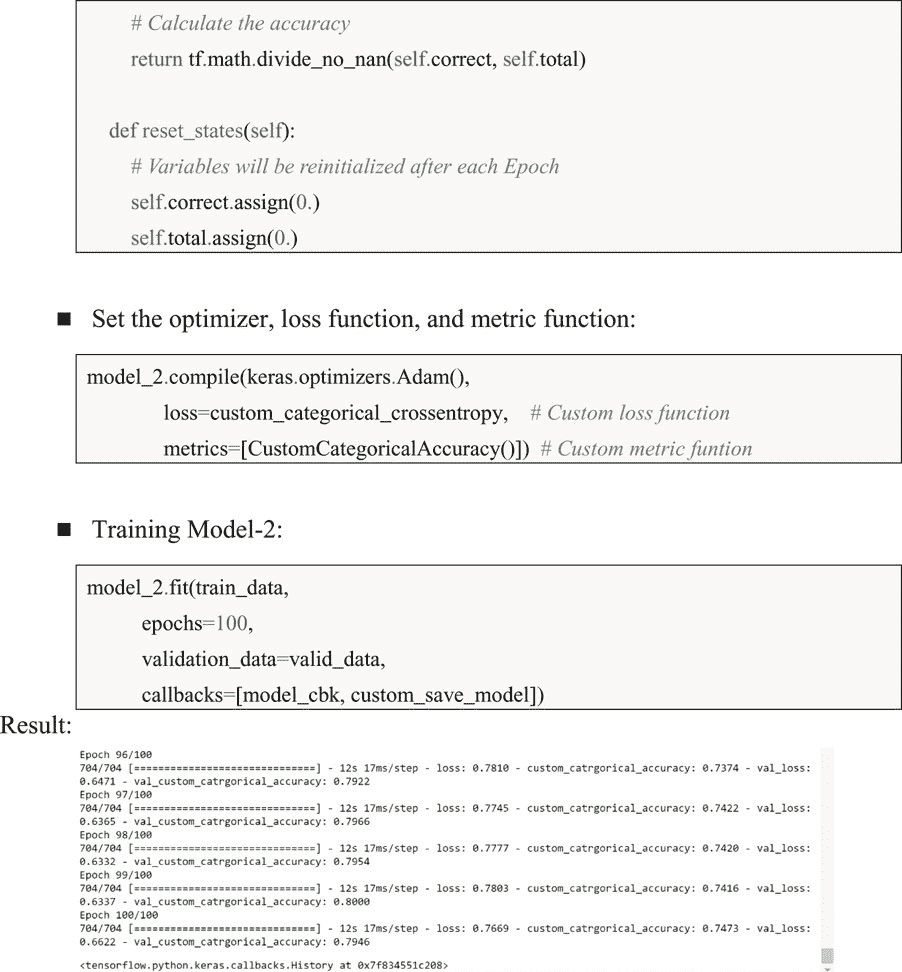 # Calculate the accuracy
return tf.math.divide_no_nan(self.correct, self.total)
def reset_states(self):
# Variables will be reinitialized after each Epoch
self.correct.assign(0.)
self.total.assign(0.)
■ Set the optimizer, loss function, and metric function:
model_2.compile(keras.optimizers.Adam(),
loss=custom_categorical_crossentropy, # Custom loss function
metrics=[CustomCategoricalAccuracy()]) # Custom metric funtion
■ Training Model-2:
model_2.fit(train_data,
epochs=100,
validation_data=valid_data,
callbacks=[model_cbk, custom_save_model])
Result:
Epoch 96/100
704/704 [==============================] - 12s 17ms/step - loss: 0.7810 - custom_catrgorical_accuracy: 0.7374 - val_loss:
0.6471 - val_custom_catrgorical_accuracy: 0.7922
Epoch 97/100
704/704 [==============================] - 12s 17ms/step - loss: 0.7745 - custom_catrgorical_accuracy: 0.7422 - val_loss:
0.6365 - val_custom_catrgorical_accuracy: 0.7966
Epoch 98/100
704/704 [==============================] - 12s 17ms/step - loss: 0.7777 - custom_catrgorical_accuracy: 0.7420 - val_loss:
0.6332 - val_custom_catrgorical_accuracy: 0.7954
Epoch 99/100
704/704 [==============================] - 12s 17ms/step - loss: 0.7803 - custom_catrgorical_accuracy: 0.7416 - val_loss:
0.6337 - val_custom_catrgorical_accuracy: 0.8000
Epoch 100/100
704/704 [==============================] - 12s 17ms/step - loss: 0.7669 - custom_catrgorical_accuracy: 0.7473 - val_loss:
0.6622 - val_custom_catrgorical_accuracy: 0.7946
<tensorflow.python.keras.callbacks.History at 0x7f834551c208>